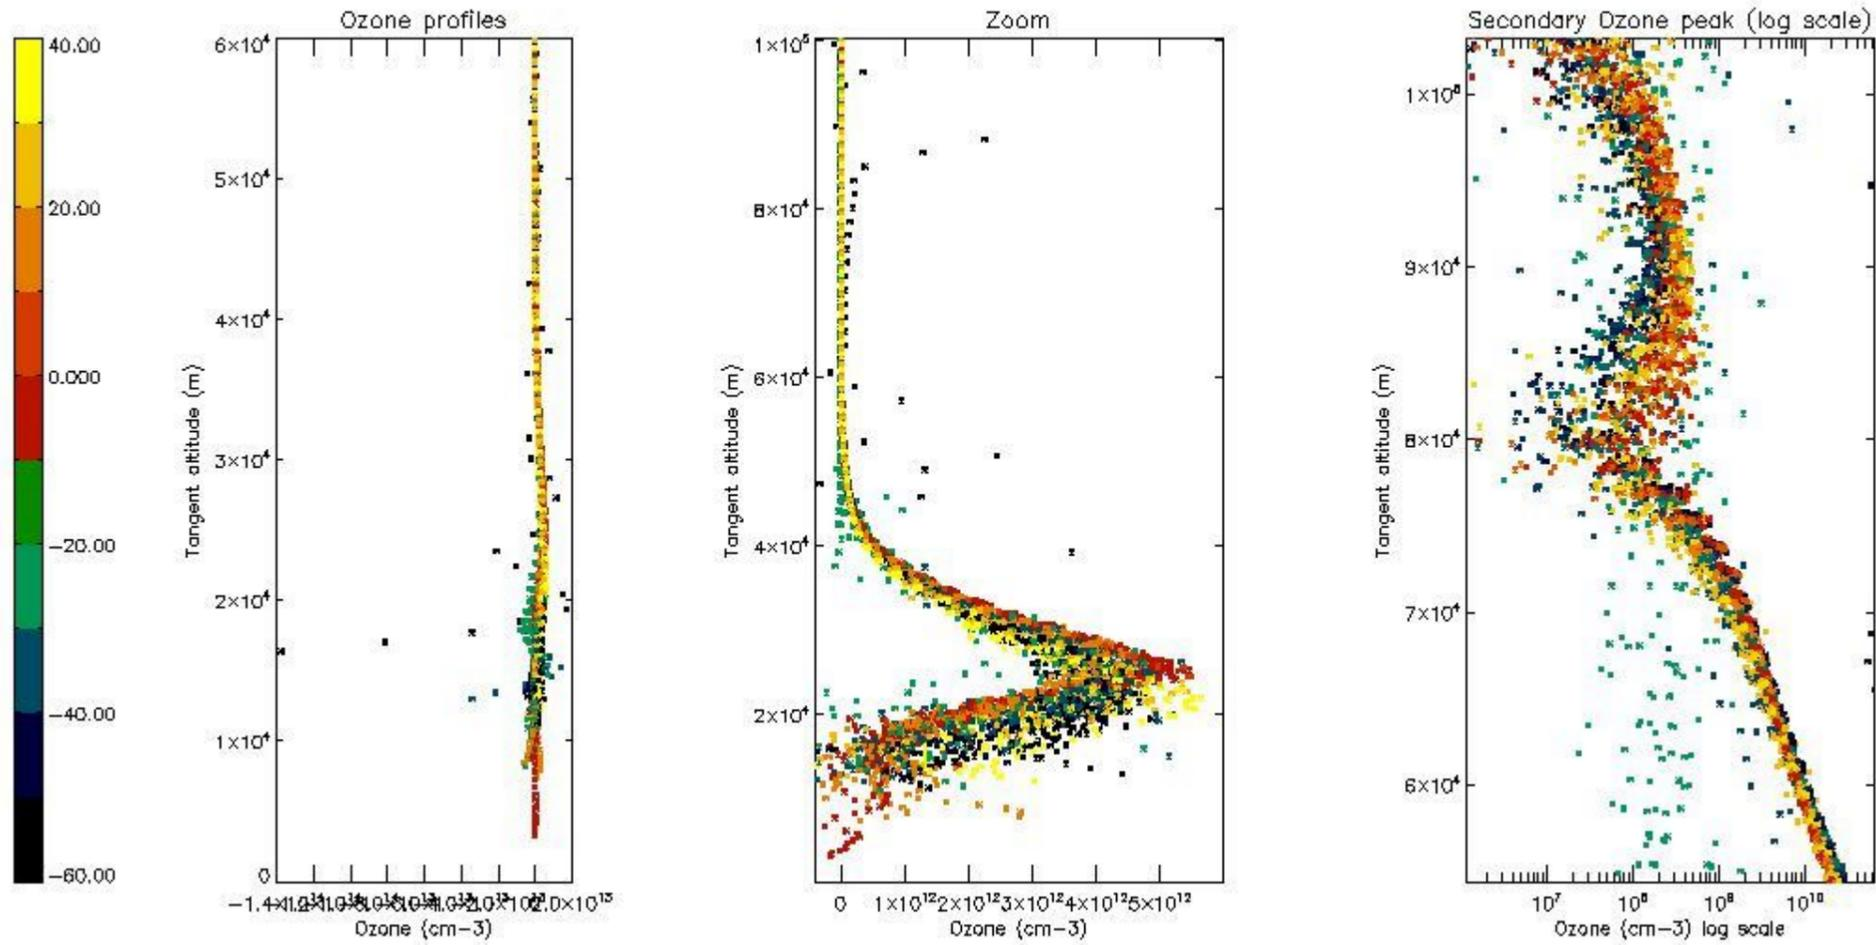 Ozone profiles
Zoom
Secondary Ozone peak (log scale)
40.00
20.00
0.000
−20.00
−40.00
−60.00
6×10⁴
5×10⁴
4×10⁴
3×10⁴
2×10⁴
1×10⁴
0
Tangent altitude (m)
2.0×10¹³
Ozone (cm−3)
1×10⁵
8×10⁴
6×10⁴
4×10⁴
2×10⁴
Tangent altitude (m)
0 1×10¹² 2×10¹² 3×10¹² 4×10¹² 5×10¹²
Ozone (cm−3)
1×10⁵
9×10⁴
8×10⁴
7×10⁴
6×10⁴
Tangent altitude (m)
10⁷ 10⁸ 10⁹ 10¹⁰
Ozone (cm−3) log scale